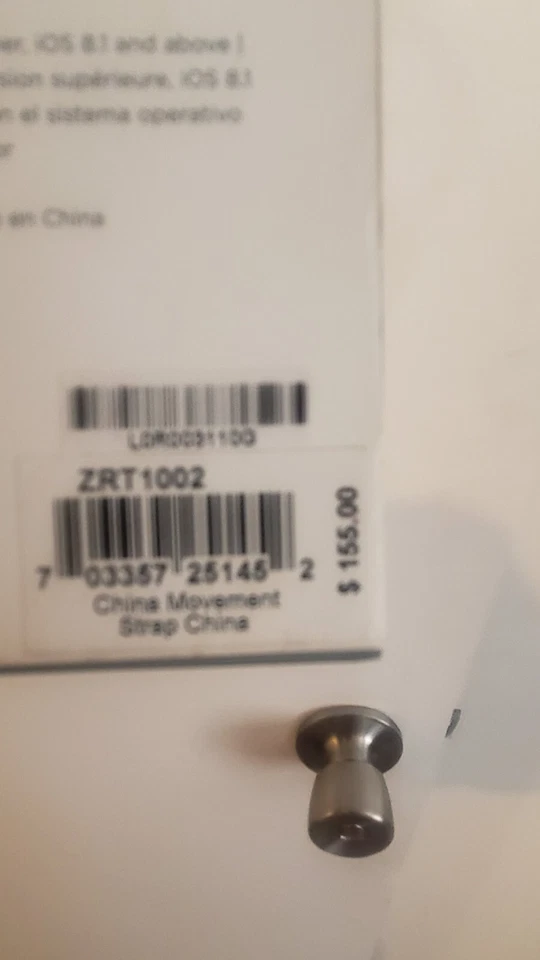 er, iOS 8.1 and above |
sion supérieure, iOS 8.1
n el sistema operativo
or
en China
ZRT1002
7 03357 25145 2
$ 155.00
China Movement
Strap China